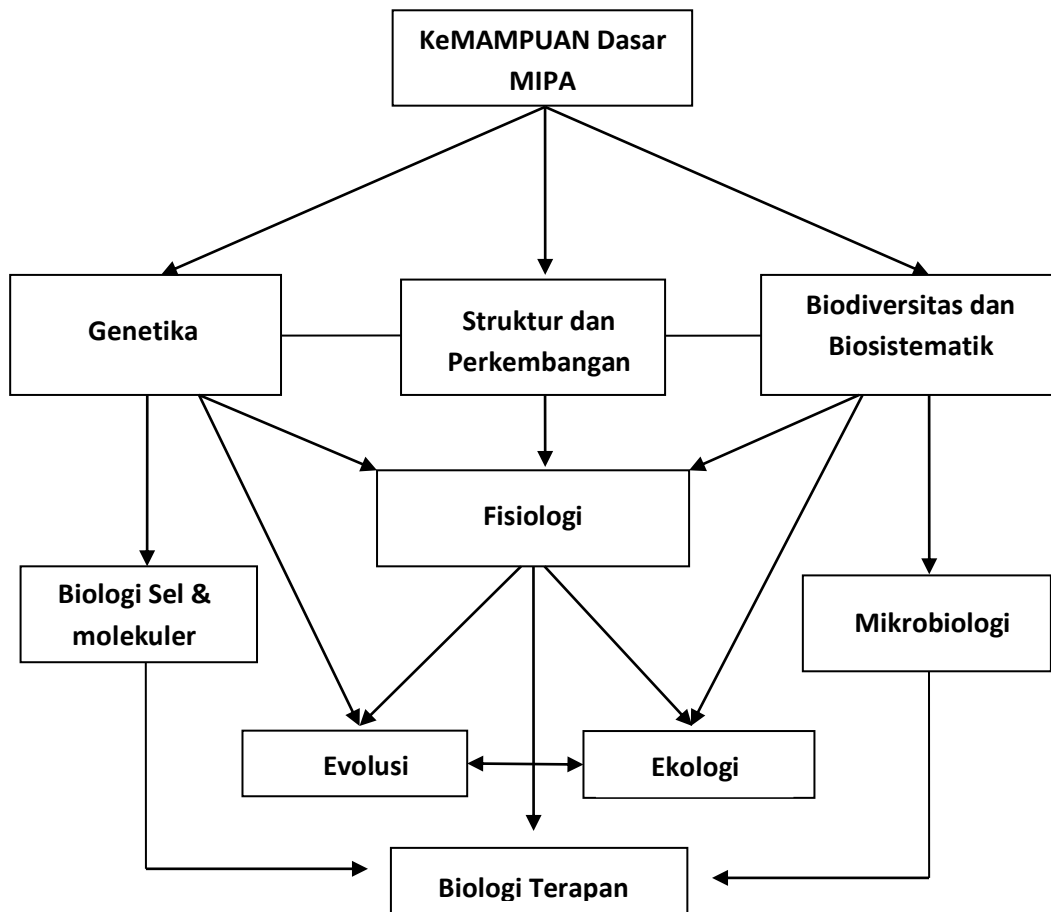 KeMAMPUAN Dasar
MIPA
Genetika
Struktur dan
Perkembangan
Biodiversitas dan
Biosistematik
Fisiologi
Biologi Sel &
molekuler
Mikrobiologi
Evolusi
Ekologi
Biologi Terapan